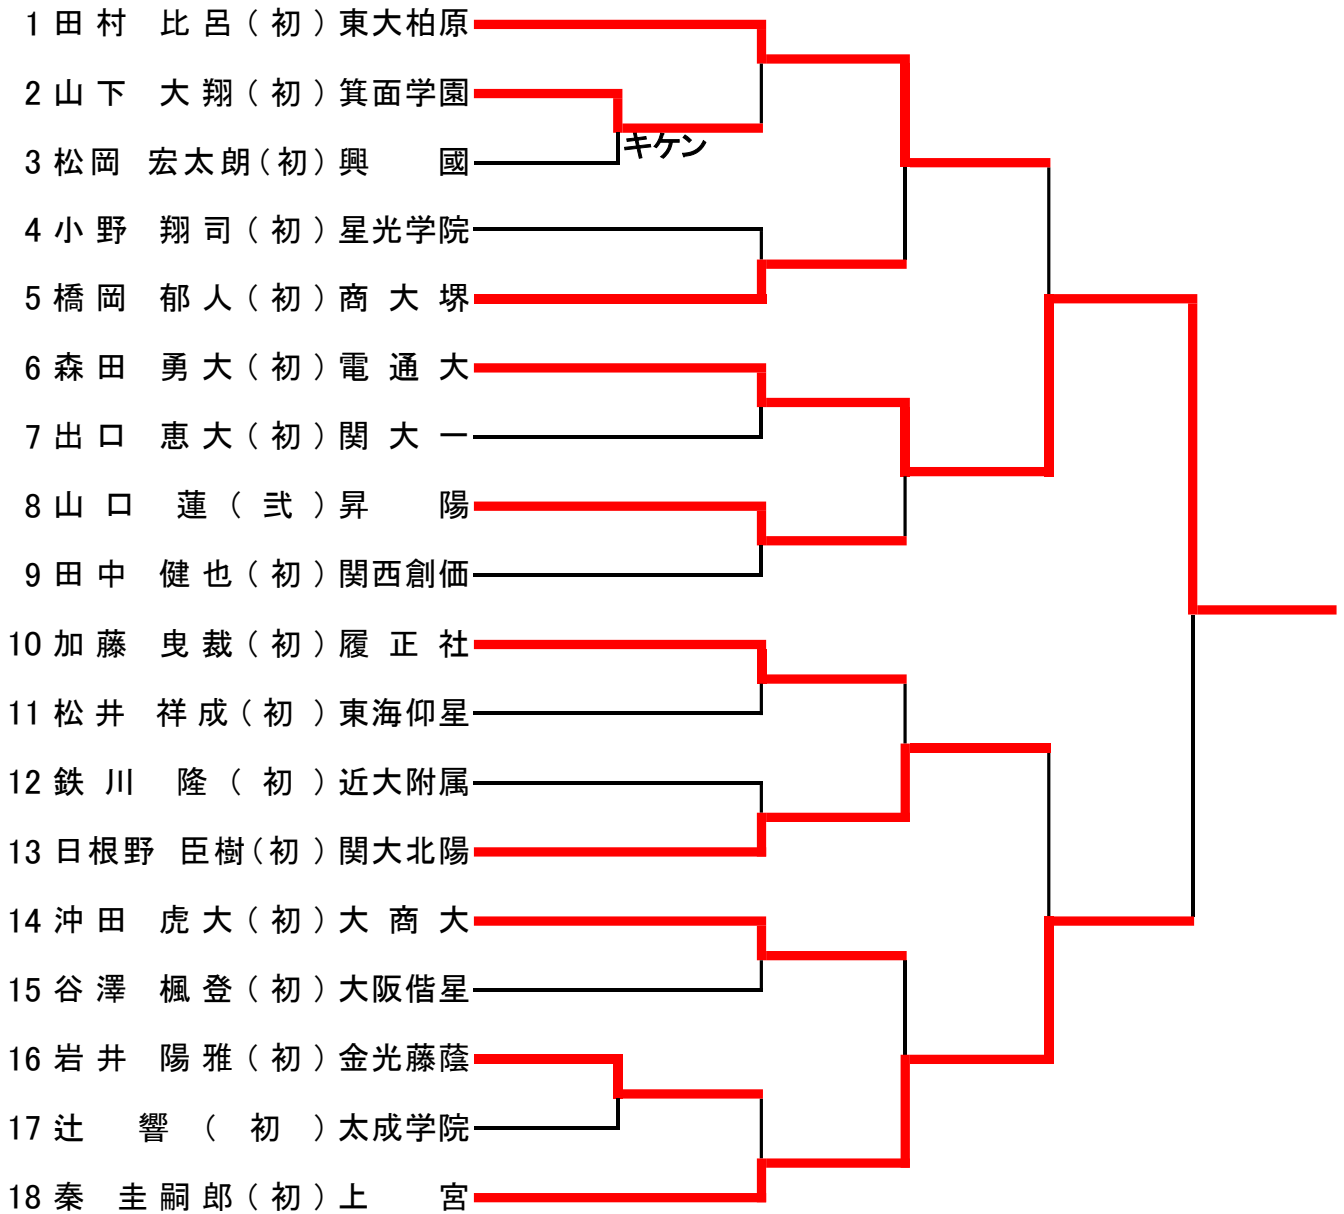 1 田村 比呂(初) 東大柏原
2 山下 大翔(初) 箕面学園
キケン
3 松岡 宏太朗(初) 興國
4 小野 翔司(初) 星光学院
5 橋岡 郁人(初) 商大堺
6 森田 勇大(初) 電通大
7 出口 恵大(初) 関大一
8 山口 蓮(弐) 昇陽
9 田中 健也(初) 関西創価
10 加藤 曳裁(初) 履正社
11 松井 祥成(初) 東海仰星
12 鉄川 隆(初) 近大附属
13 日根野 臣樹(初) 関大北陽
14 沖田 虎大(初) 大商大
15 谷澤 楓登(初) 大阪偕星
16 岩井 陽雅(初) 金光藤蔭
17 辻 響(初) 太成学院
18 秦 圭嗣郎(初) 上宮